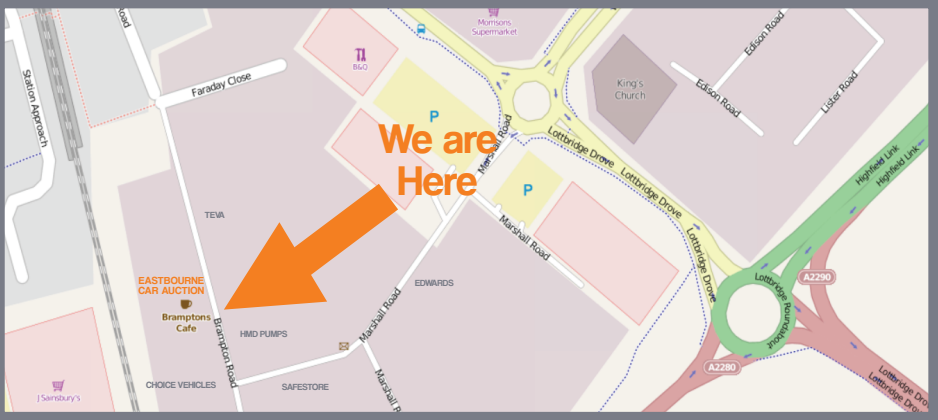 Road
Morrisons
Supermarket
Edison Road
B&Q
King's
Church
Edison Road
Lister Road
Station Approach
Faraday Close
P
We are
Here
Marshall Road
Lottbridge Drove
Lottbridge Drove
Highfield Link
Highfield Link
P
TEVA
Marshall Road
Lottbridge Drove
A2290
EASTBOURNE
CAR AUCTION
EDWARDS
Lottbridge Roundabout
Bramptons
Cafe
Brampton Road
HMD PUMPS
Marshall Road
A2280
CHOICE VEHICLES
SAFESTORE
J Sainsbury's
Marshall R
Lottbridge Dro
Lottbridge Drov